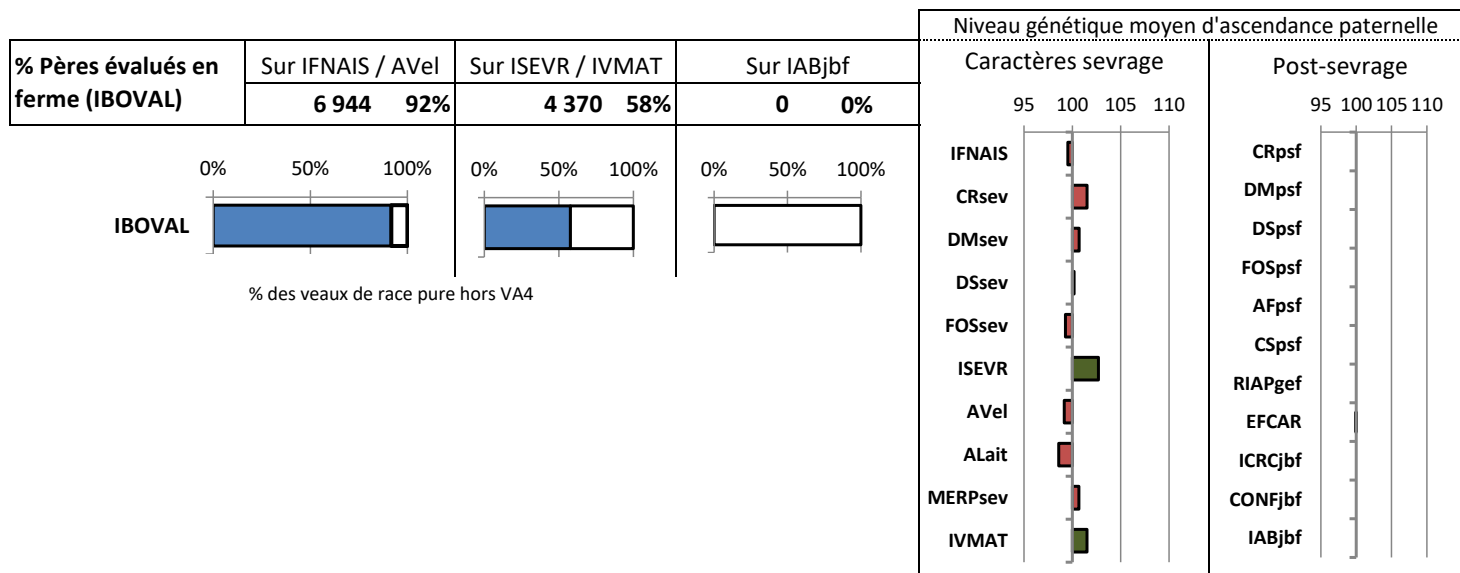 Niveau génétique moyen d'ascendance paternelle
% Pères évalués en ferme (IBOVAL)
Sur IFNAIS / AVel
Sur ISEVR / IVMAT
Sur IABjbf
6 944 92%
4 370 58%
0 0%
0% 50% 100%
0% 50% 100%
0% 50% 100%
IBOVAL
% des veaux de race pure hors VA4
Caractères sevrage
95 100 105 110
IFNAIS
CRsev
DMsev
DSsev
FOSsev
ISEVR
AVel
ALait
MERPsev
IVMAT
Post-sevrage
95 100 105 110
CRpsf
DMpsf
DSpsf
FOSpsf
AFpsf
CSpsf
RIAPgef
EFCAR
ICRCjbf
CONFjbf
IABjbf